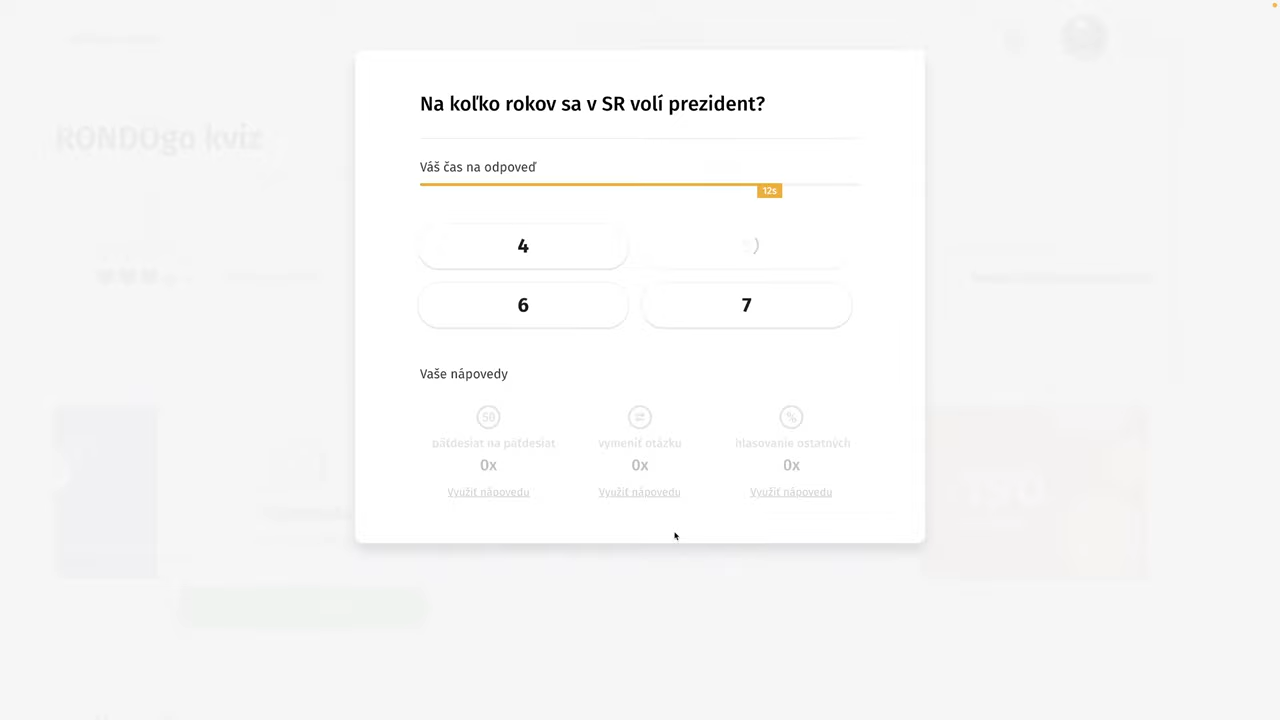 RONDOgo kvíz
Na koľko rokov sa v SR volí prezident?
Váš čas na odpoveď
12s
4
6
7
Vaše nápovedy
50
%
päťdesiat na päťdesiat
vymeniť otázku
hlasovanie ostatných
0x
0x
0x
Využiť nápovedu
Využiť nápovedu
Využiť nápovedu